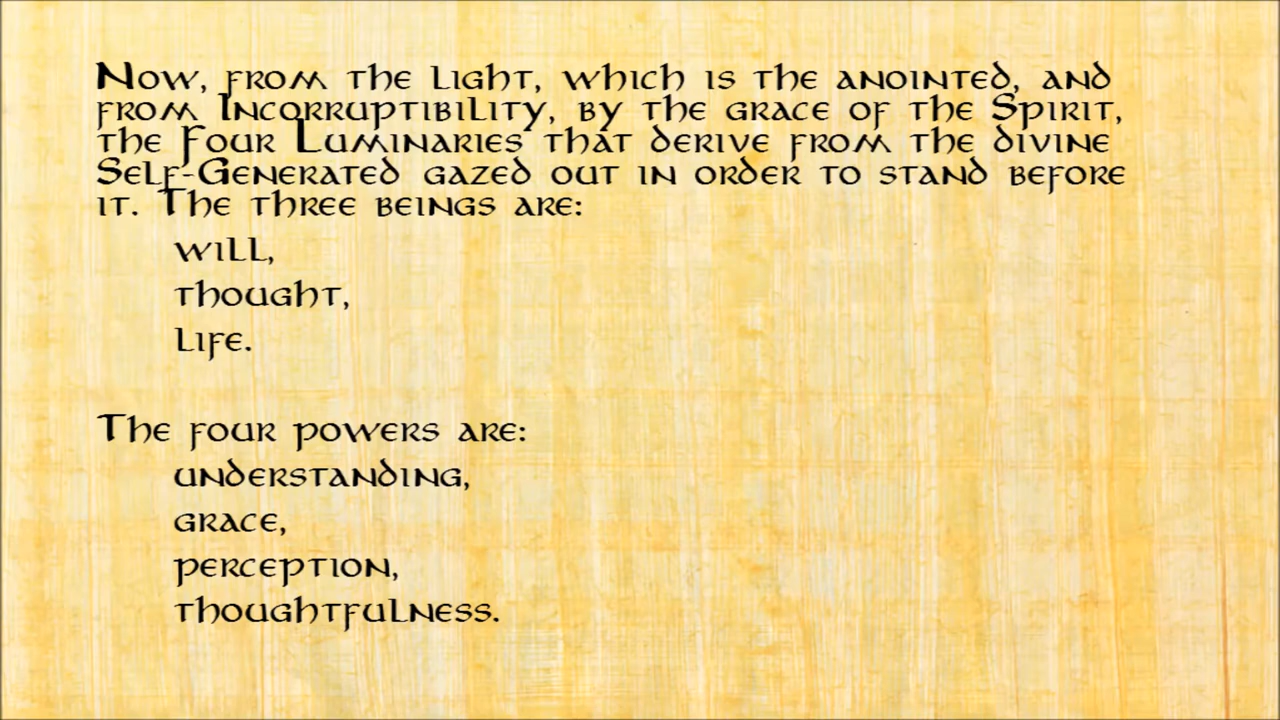 Now, from the Light, which is the anointed, and
from Incorruptibility, by the grace of the Spirit,
the Four Luminaries that derive from the divine
Self-Generated gazed out in order to stand before
it. The three beings are:
will,
thought,
life.
The four powers are:
understanding,
grace,
perception,
thoughtfulness.